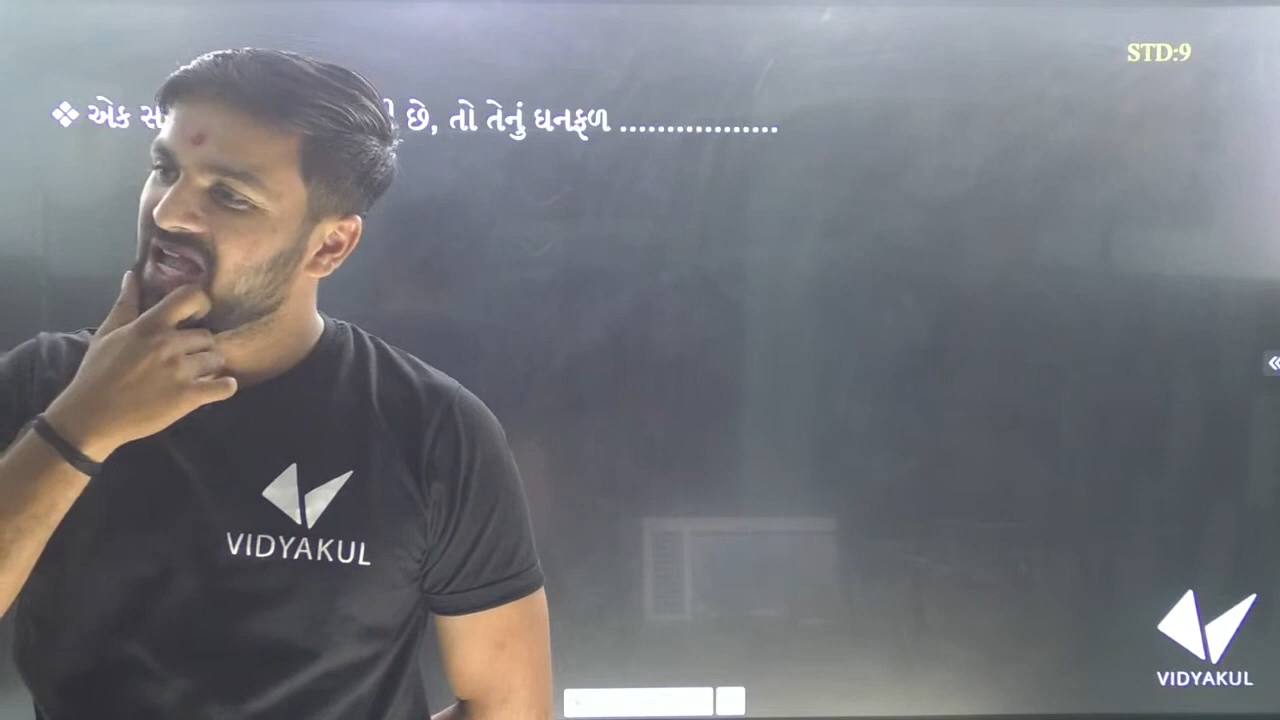 STD:9
❖ એક છે, તો તેનું ઘનફળ .................
VIDYAKUL
VIDYAKUL